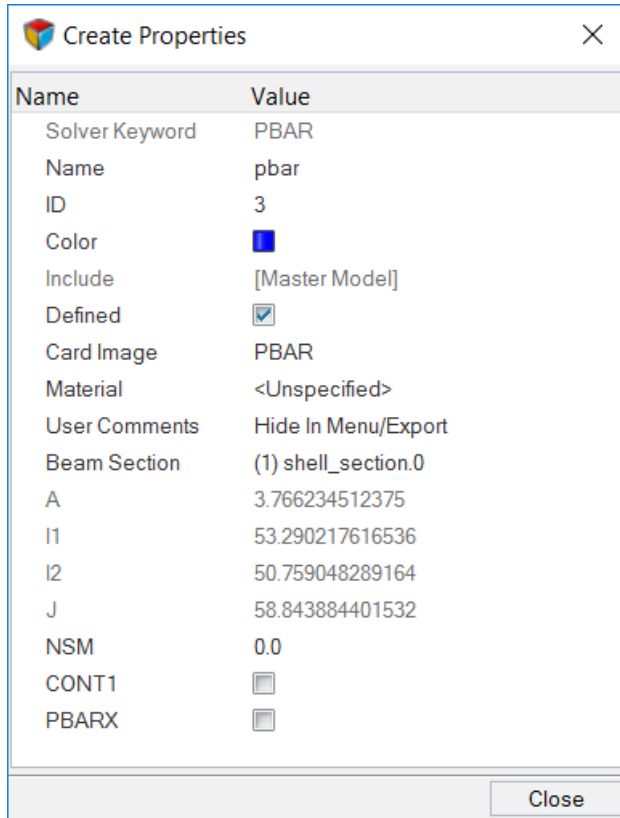 Create Properties
Name Value
Solver Keyword PBAR
Name pbar
ID 3
Color
Include [Master Model]
Defined
Card Image PBAR
Material <Unspecified>
User Comments Hide In Menu/Export
Beam Section (1) shell_section.0
A 3.766234512375
I1 53.290217616536
I2 50.759048289164
J 58.843884401532
NSM 0.0
CONT1
PBARX
Close